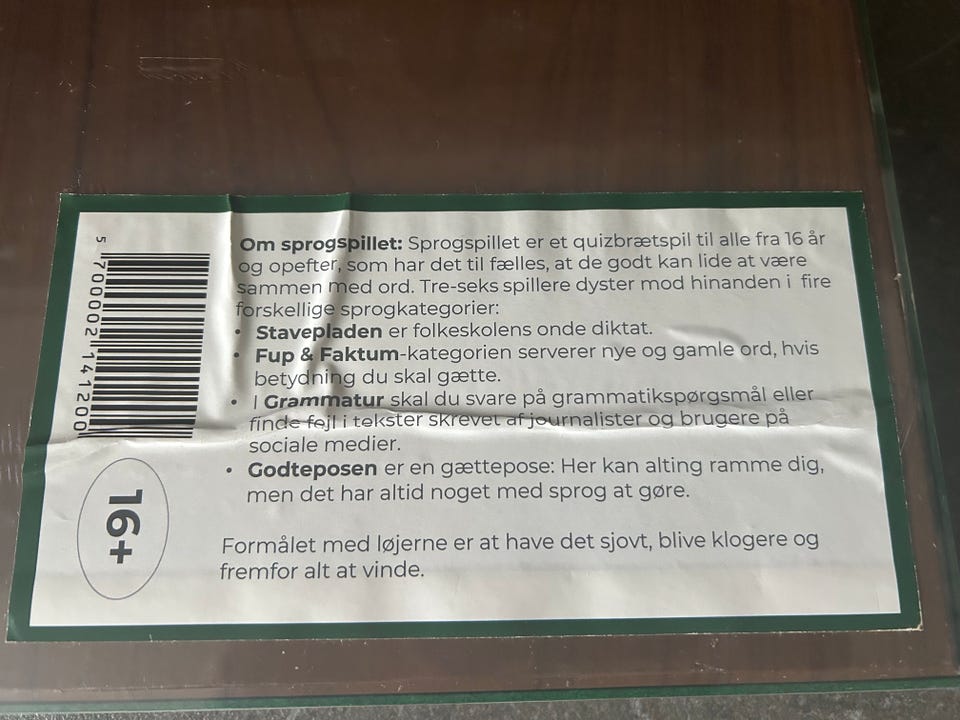 Om sprogspillet: Sprogspillet er et quizbrætspil til alle fra 16 år
og opefter, som har det til fælles, at de godt kan lide at være
sammen med ord. Tre-seks spillere dyster mod hinanden i fire
forskellige sprogkategorier:
• Stavepladen er folkeskolens onde diktat.
• Fup & Faktum-kategorien serverer nye og gamle ord, hvis
betydning du skal gætte.
• I Grammatur skal du svare på grammatikspørgsmål eller
finde fejl i tekster skrevet af journalister og brugere på
sociale medier.
• Godteposen er en gættepose: Her kan alting ramme dig,
men det har altid noget med sprog at gøre.
Formålet med løjerne er at have det sjovt, blive klogere og
fremfor alt at vinde.
5 700002 141200
16+